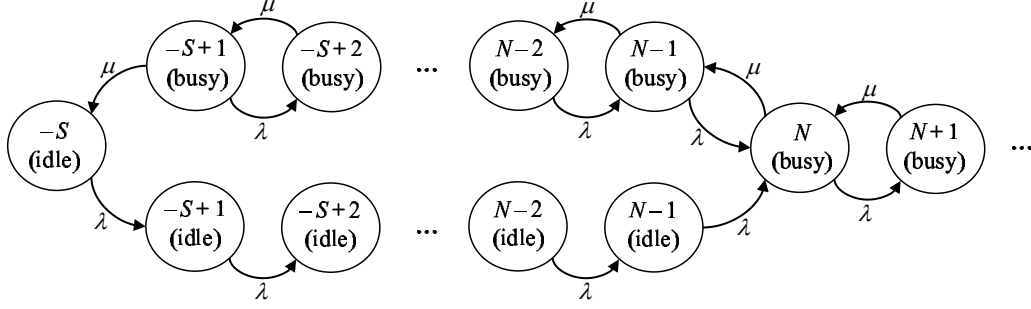 μ
μ
−S+1
(busy)
−S+2
(busy)
...
N−2
(busy)
N−1
(busy)
μ
λ
λ
λ
μ
μ
−S
(idle)
N
(busy)
N+1
(busy)
...
λ
λ
−S+1
(idle)
−S+2
(idle)
...
N−2
(idle)
N−1
(idle)
λ
λ
λ